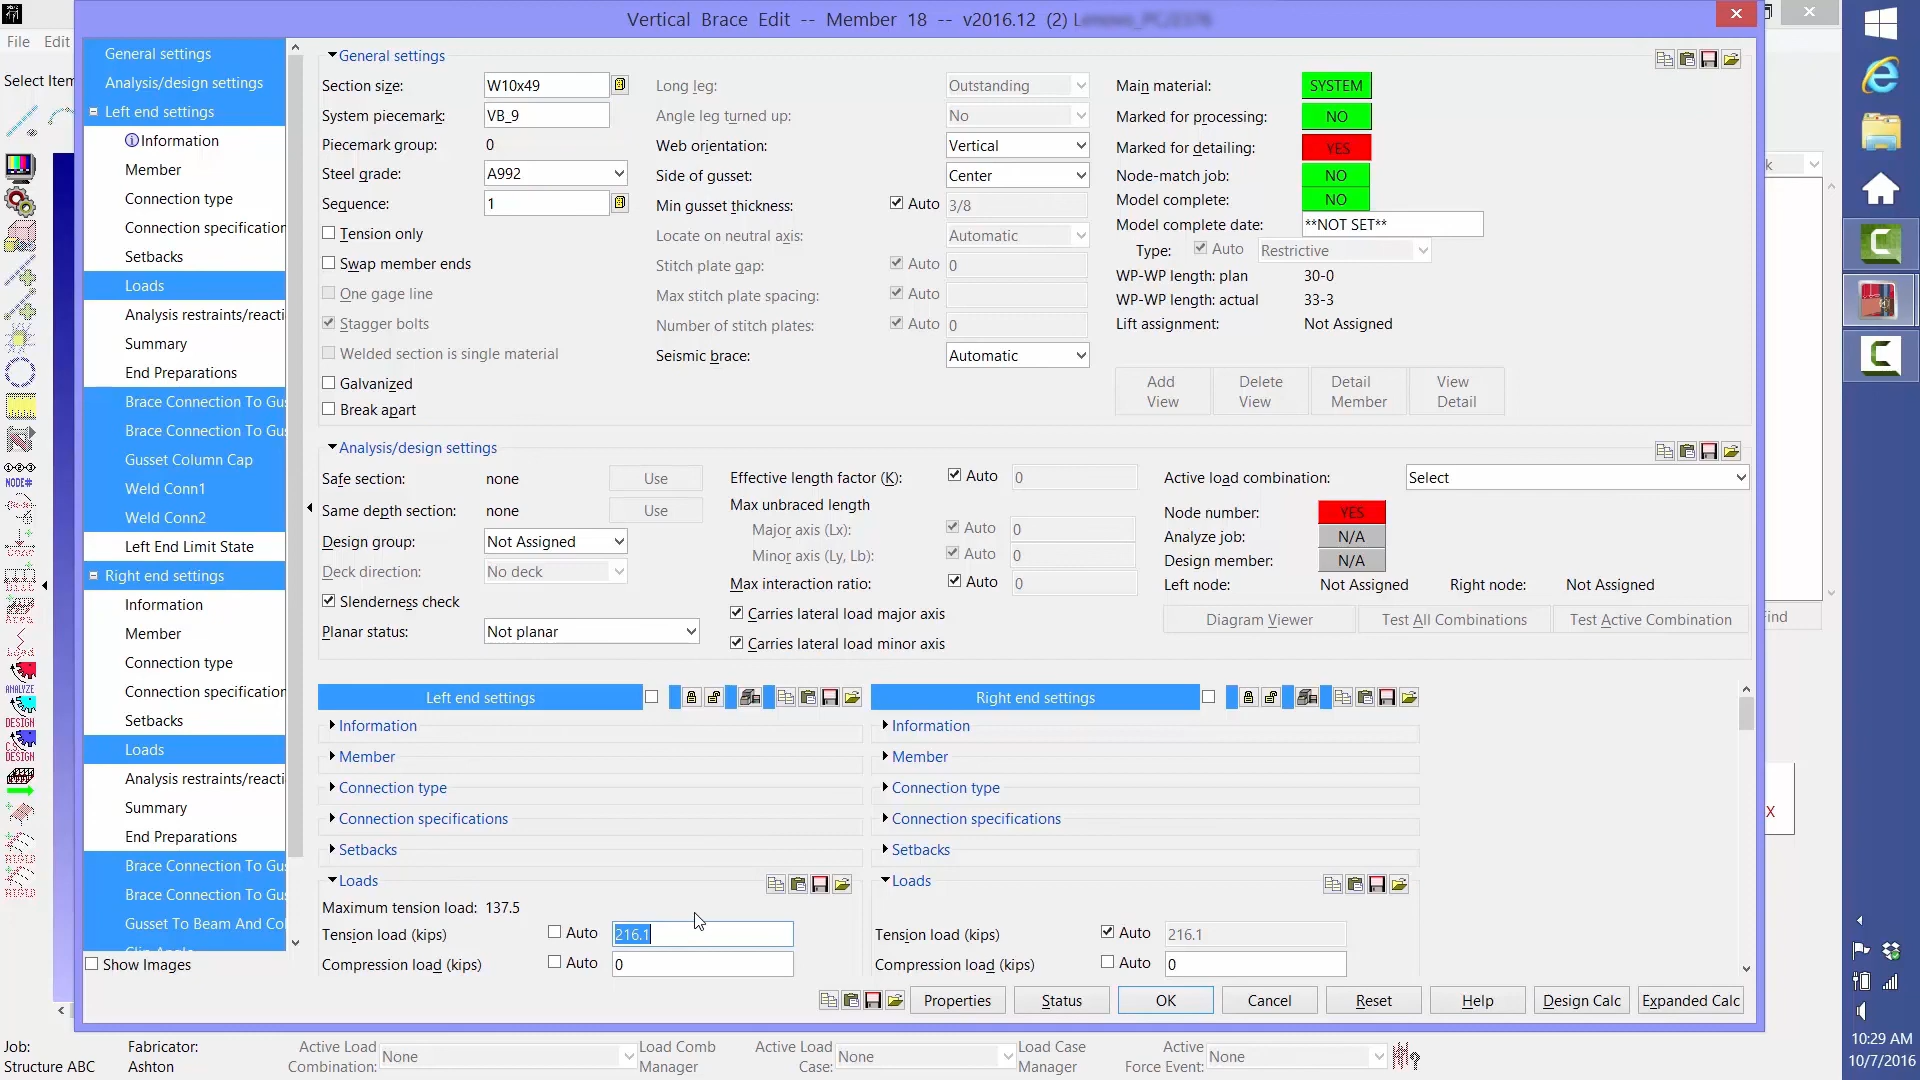 Vertical Brace Edit -- Member 18 -- v2016.12 (2)
File Edit
Select Item
General settings
Analysis/design settings
Left end settings
Information
Member
Connection type
Connection specification
Setbacks
Loads
Analysis restraints/reacti
Summary
End Preparations
Brace Connection To Gus
Brace Connection To Gus
Gusset Column Cap
Weld Conn1
Weld Conn2
Left End Limit State
Right end settings
Information
Member
Connection type
Connection specification
Setbacks
Loads
Analysis restraints/reacti
Summary
End Preparations
Brace Connection To Gus
Brace Connection To Gus
Gusset To Beam And Col
Clip Angle
Show Images
General settings
Section size: W10x49
System piecemark: VB_9
Piecemark group: 0
Steel grade: A992
Sequence: 1
Tension only
Swap member ends
One gage line
Stagger bolts
Welded section is single material
Galvanized
Break apart
Long leg: Outstanding
Angle leg turned up: No
Web orientation: Vertical
Side of gusset: Center
Min gusset thickness: Auto 3/8
Locate on neutral axis: Automatic
Stitch plate gap: Auto 0
Max stitch plate spacing: Auto
Number of stitch plates: Auto 0
Seismic brace: Automatic
Main material: SYSTEM
Marked for processing: NO
Marked for detailing: YES
Node-match job: NO
Model complete: NO
Model complete date: **NOT SET**
Type: Auto Restrictive
WP-WP length: plan 30-0
WP-WP length: actual 33-3
Lift assignment: Not Assigned
Add View
Delete View
Detail Member
View Detail
Analysis/design settings
Safe section: none Use
Same depth section: none Use
Design group: Not Assigned
Deck direction: No deck
Slenderness check
Planar status: Not planar
Effective length factor (K): Auto 0
Max unbraced length
Major axis (Lx): Auto 0
Minor axis (Ly, Lb): Auto 0
Max interaction ratio: Auto 0
Carries lateral load major axis
Carries lateral load minor axis
Active load combination: Select
Node number: YES
Analyze job: N/A
Design member: N/A
Left node: Not Assigned Right node: Not Assigned
Diagram Viewer Test All Combinations Test Active Combination
Left end settings
Information
Member
Connection type
Connection specifications
Setbacks
Loads
Maximum tension load: 137.5
Tension load (kips) Auto 216.1
Compression load (kips) Auto 0
Right end settings
Information
Member
Connection type
Connection specifications
Setbacks
Loads
Tension load (kips) Auto 216.1
Compression load (kips) Auto 0
Properties Status OK Cancel Reset Help Design Calc Expanded Calc
Job: Structure ABC
Fabricator: Ashton
Active Load Combination: None
Load Comb Manager
Active Load Case: None
Load Case Manager
Active Force Event: None
NODE#
ANALYZE
DESIGN
C.S. DESIGN
k
ind
X
10:29 AM
10/7/2016